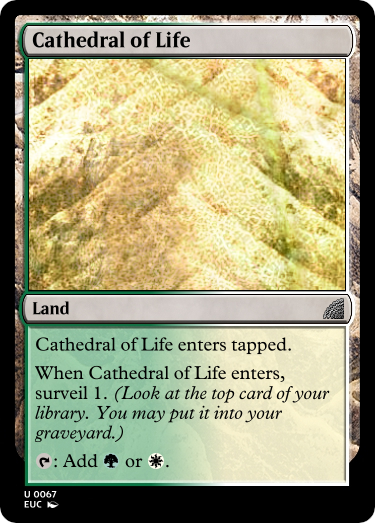 Cathedral of Life
Land
Cathedral of Life enters tapped.
When Cathedral of Life enters,
surveil 1. (Look at the top card of your
library. You may put it into your
graveyard.)
: Add or .
U 0067
EUC